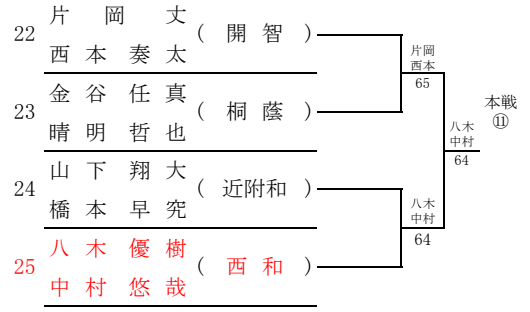 22 片岡 丈 (開智)
西本 奏太
23 金谷 任真 (桐蔭)
晴明 哲也
24 山下 翔大 (近附和)
橋本 早究
25 八木 優樹 (西和)
中村 悠哉
片岡
西本
65
八木
中村
64
八木
中村
64
本戦
⑪